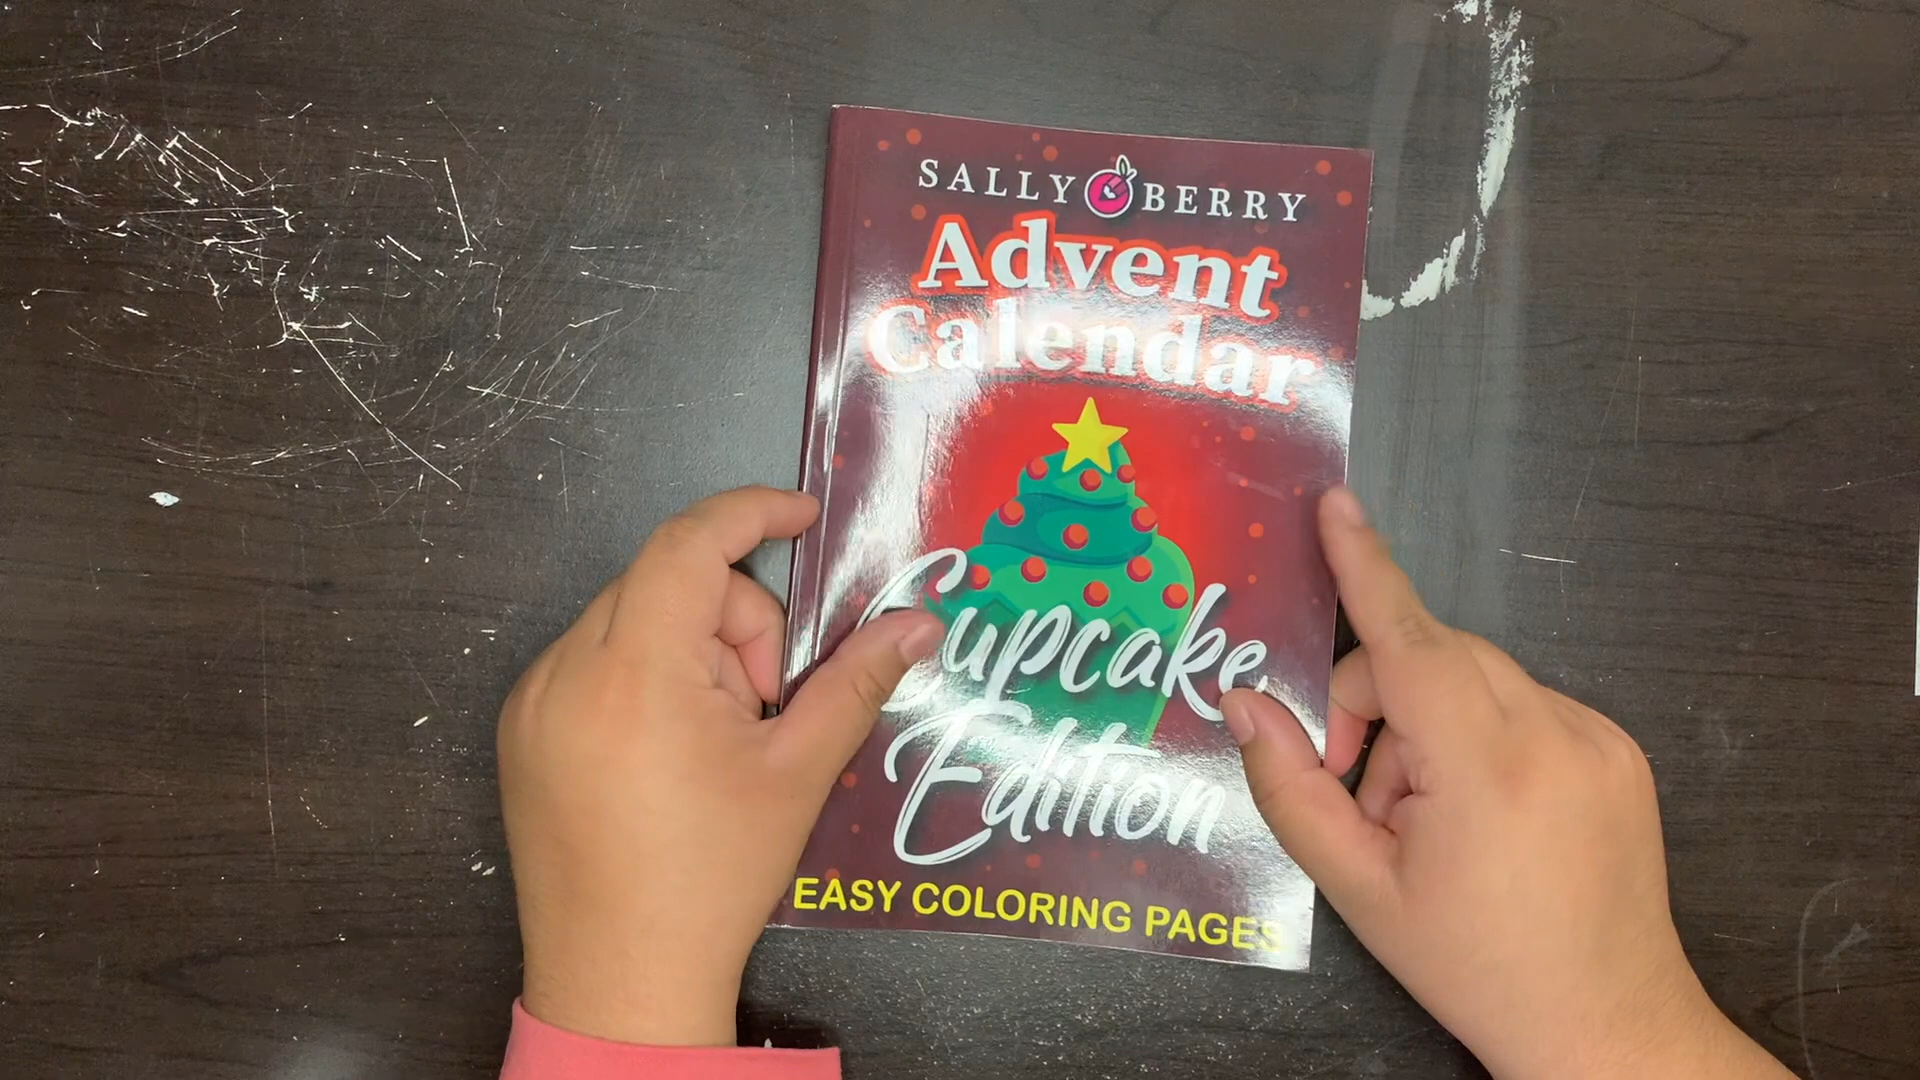 SALLY BERRY
Advent
Calendar
Cupcake
Edition
EASY COLORING PAGES